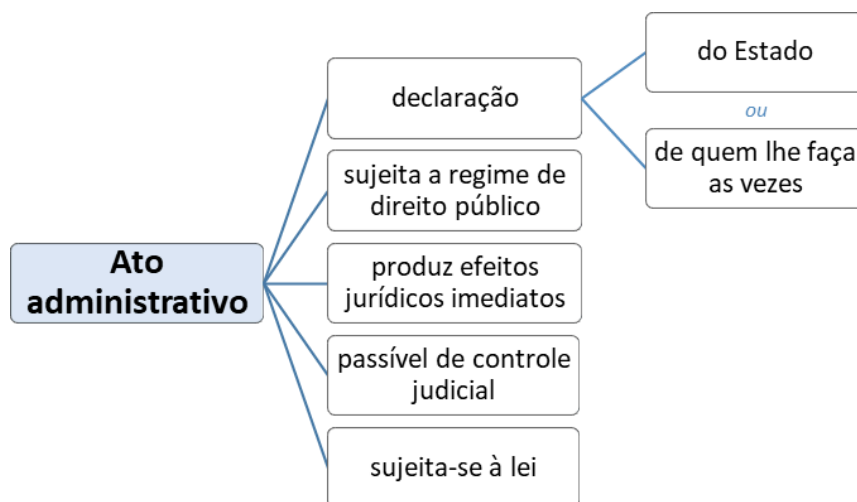 Ato
administrativo
declaração
do Estado
ou
de quem lhe faça
as vezes
sujeita a regime de
direito público
produz efeitos
jurídicos imediatos
passível de controle
judicial
sujeita-se à lei